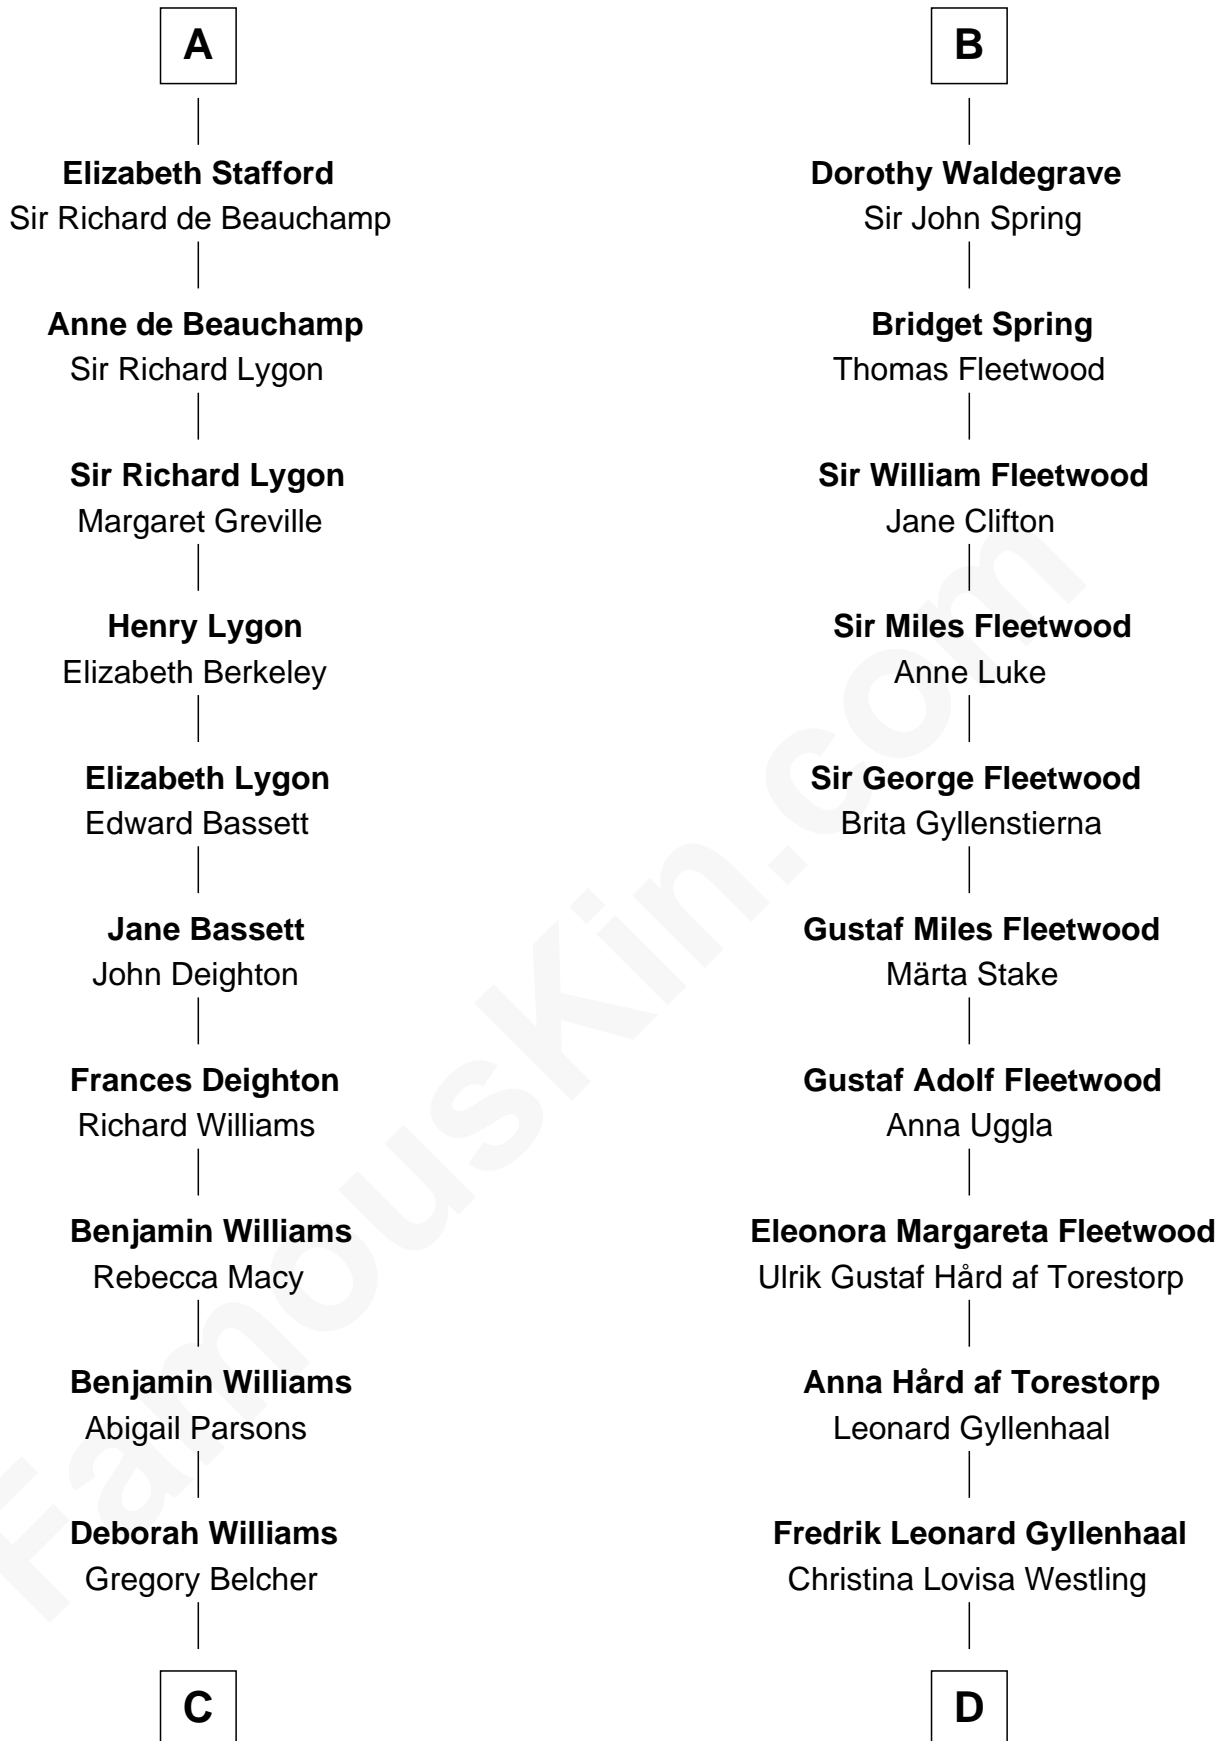 A
Elizabeth Stafford
Sir Richard de Beauchamp
Anne de Beauchamp
Sir Richard Lygon
Sir Richard Lygon
Margaret Greville
Henry Lygon
Elizabeth Berkeley
Elizabeth Lygon
Edward Bassett
Jane Bassett
John Deighton
Frances Deighton
Richard Williams
Benjamin Williams
Rebecca Macy
Benjamin Williams
Abigail Parsons
Deborah Williams
Gregory Belcher
C
B
Dorothy Waldegrave
Sir John Spring
Bridget Spring
Thomas Fleetwood
Sir William Fleetwood
Jane Clifton
Sir Miles Fleetwood
Anne Luke
Sir George Fleetwood
Brita Gyllenstierna
Gustaf Miles Fleetwood
Märta Stake
Gustaf Adolf Fleetwood
Anna Uggla
Eleonora Margareta Fleetwood
Ulrik Gustaf Hård af Torestorp
Anna Hård af Torestorp
Leonard Gyllenhaal
Fredrik Leonard Gyllenhaal
Christina Lovisa Westling
D
FamousKin.com